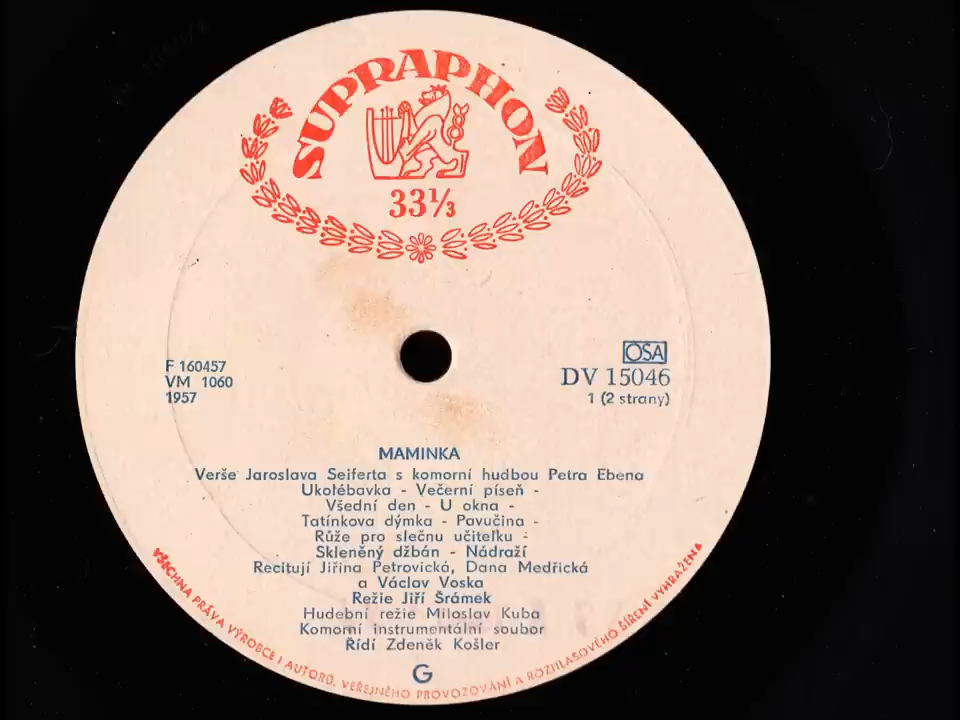 SUPRAPHON
33⅓
F 160457
VM 1060
1957
OSA
DV 15046
1 (2 strany)
MAMINKA
Verše Jaroslava Seiferta s komorní hudbou Petra Ebena
Ukolébavka - Večerní píseň -
Všední den - U okna -
Tatínkova dýmka - Pavučina -
Růže pro slečnu učitelku -
Skleněný džbán - Nádraží
Recitují Jiřina Petrovická, Dana Medřická
a Václav Voska
Režie Jiří Šrámek
Hudební režie Miloslav Kuba
Komorní instrumentální soubor
Řídí Zdeněk Košler
G
VŠECHNA PRÁVA VÝROBCE I AUTORŮ, VEŘEJNÉHO PROVOZOVÁNÍ A ROZHLASOVÉHO ŠÍŘENÍ VYHRAŽENA